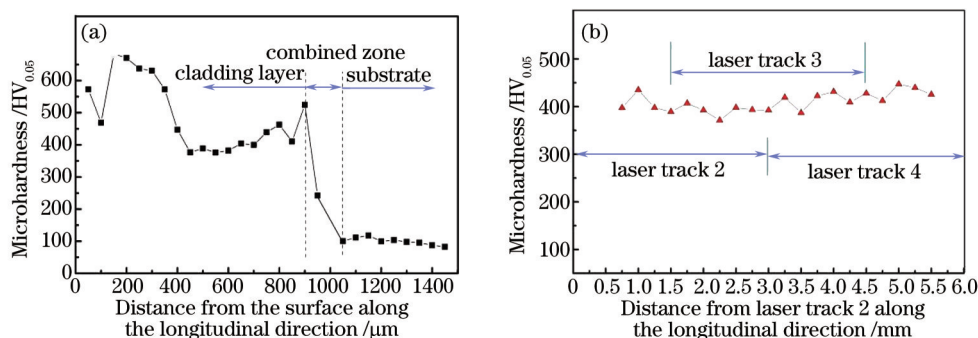 (a)
combined zone
cladding layer
substrate
Microhardness /HV0.05
600
500
400
300
200
100
0
0 200 400 600 800 1000 1200 1400
Distance from the surface along
the longitudinal direction /μm
(b)
laser track 3
laser track 2
laser track 4
Microhardness /HV0.05
500
400
300
200
100
0 0.5 1.0 1.5 2.0 2.5 3.0 3.5 4.0 4.5 5.0 5.5 6.0
Distance from laser track 2 along
the longitudinal direction /mm